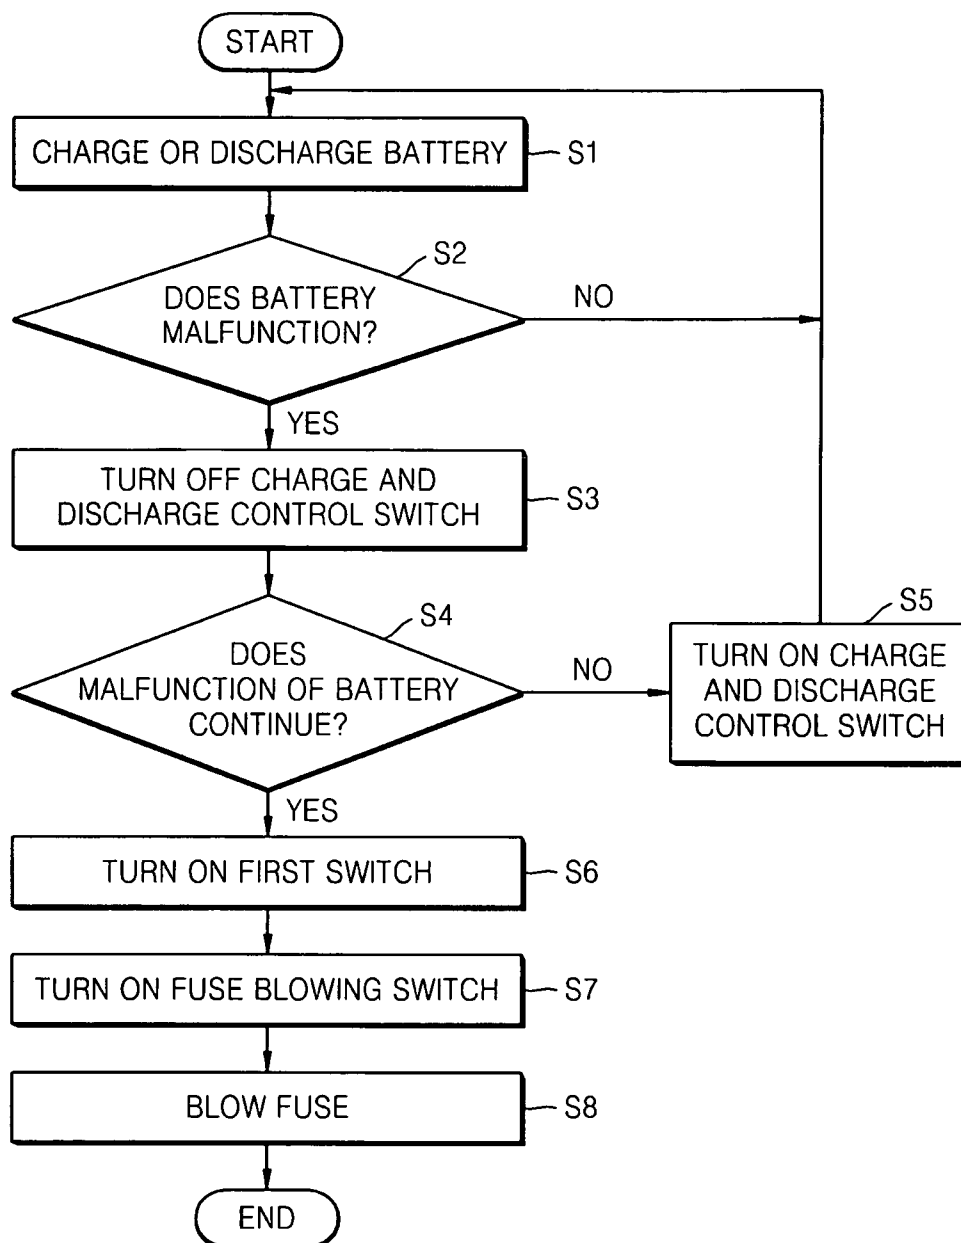 START
CHARGE OR DISCHARGE BATTERY
S1
S2
DOES BATTERY
MALFUNCTION?
NO
YES
TURN OFF CHARGE AND
DISCHARGE CONTROL SWITCH
S3
S4
DOES
MALFUNCTION OF BATTERY
CONTINUE?
NO
S5
TURN ON CHARGE
AND DISCHARGE
CONTROL SWITCH
YES
TURN ON FIRST SWITCH
S6
TURN ON FUSE BLOWING SWITCH
S7
BLOW FUSE
S8
END